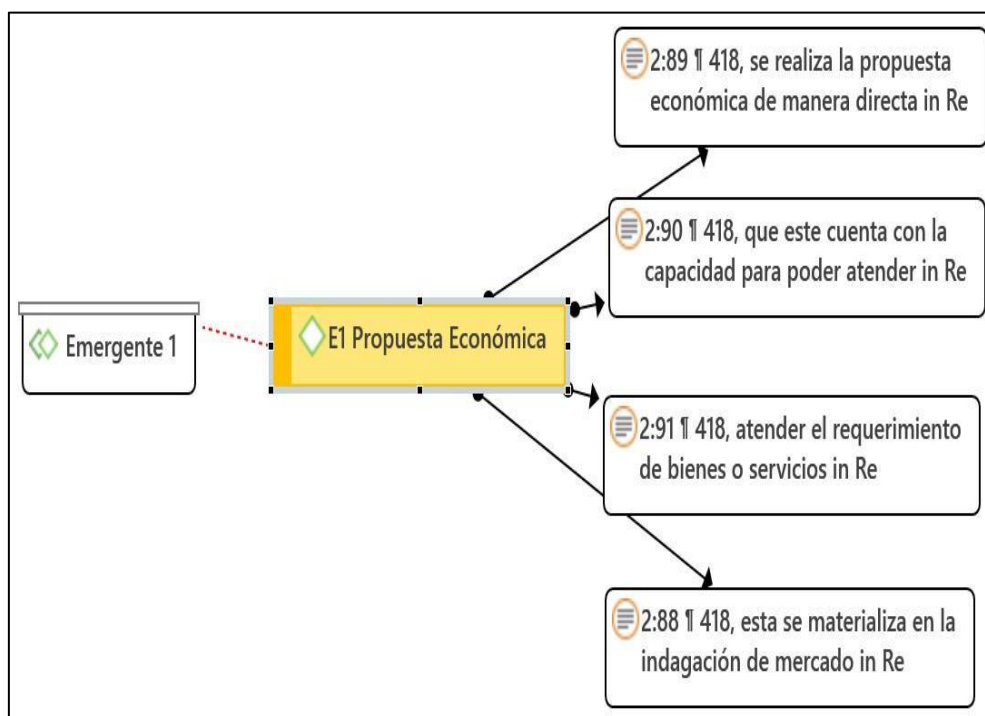 2:89 ¶ 418, se realiza la propuesta
económica de manera directa in Re
2:90 ¶ 418, que este cuenta con la
capacidad para poder atender in Re
Emergente 1
E1 Propuesta Económica
2:91 ¶ 418, atender el requerimiento
de bienes o servicios in Re
2:88 ¶ 418, esta se materializa en la
indagación de mercado in Re